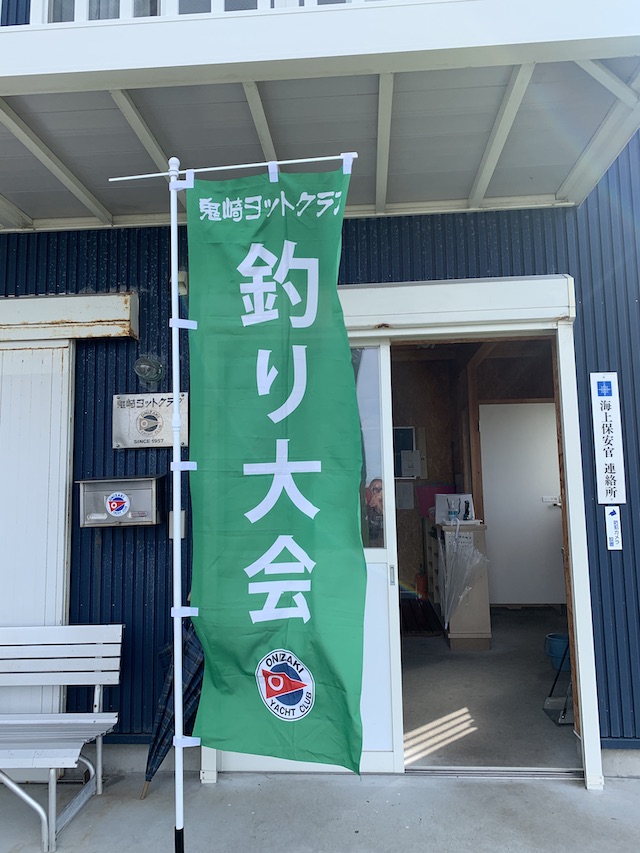 鬼崎ヨットクラブ
釣り大会
ONIZAKI
YACHT CLUB
鬼崎ヨットクラブ
SINCE 1957
海上保安官 連絡所